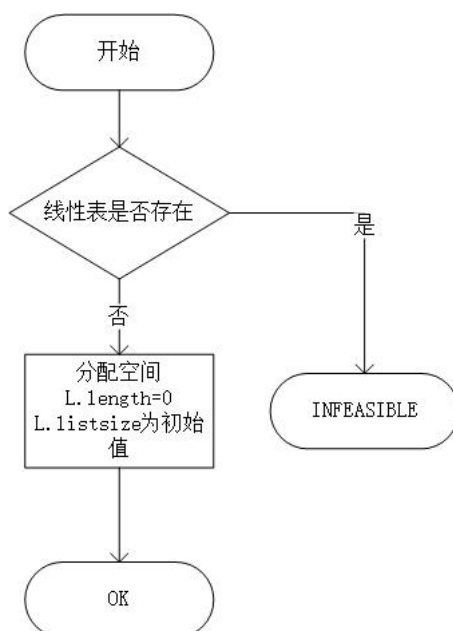 开始
线性表是否存在
是
否
分配空间
L.length=0
L.listsize为初始
值
INFEASIBLE
OK